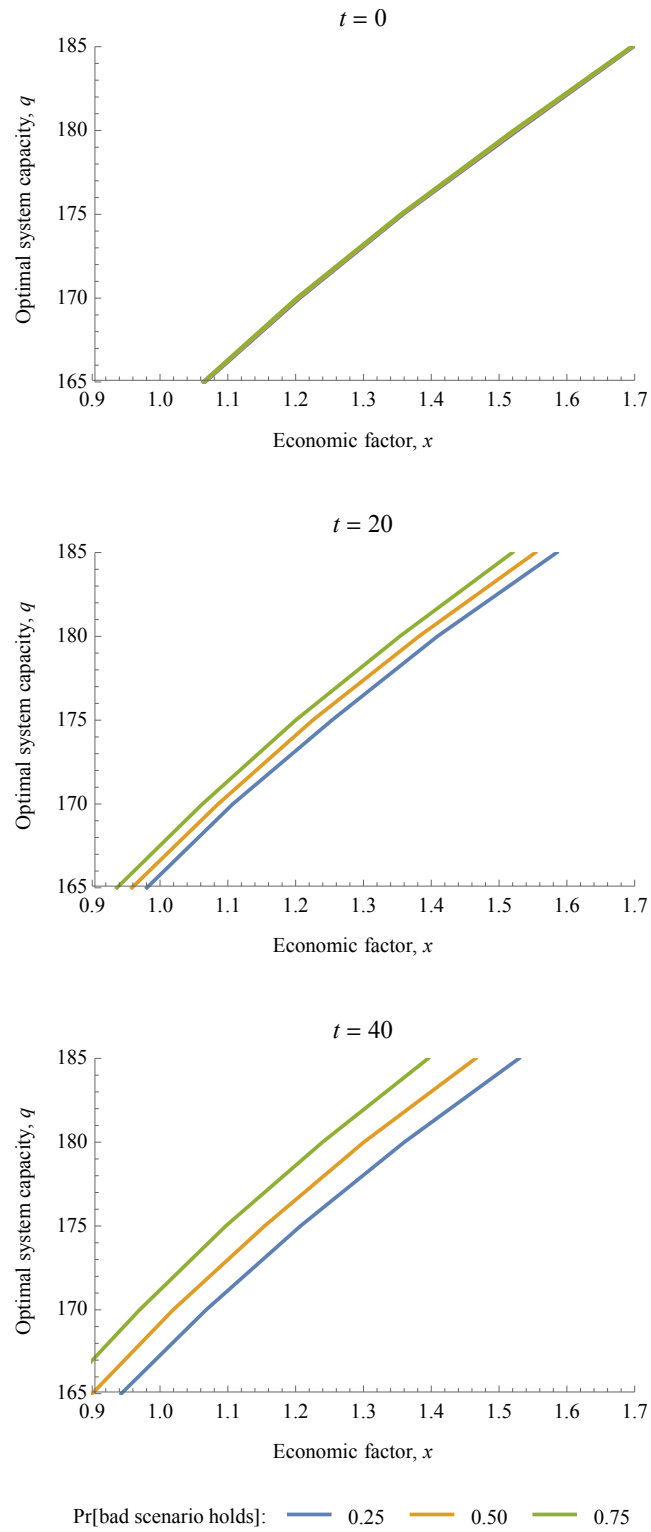 t = 0
Optimal system capacity, q
185
180
175
170
165
0.9 1.0 1.1 1.2 1.3 1.4 1.5 1.6 1.7
Economic factor, x
t = 20
Optimal system capacity, q
185
180
175
170
165
0.9 1.0 1.1 1.2 1.3 1.4 1.5 1.6 1.7
Economic factor, x
t = 40
Optimal system capacity, q
185
180
175
170
165
0.9 1.0 1.1 1.2 1.3 1.4 1.5 1.6 1.7
Economic factor, x
Pr[bad scenario holds]: 0.25 0.50 0.75